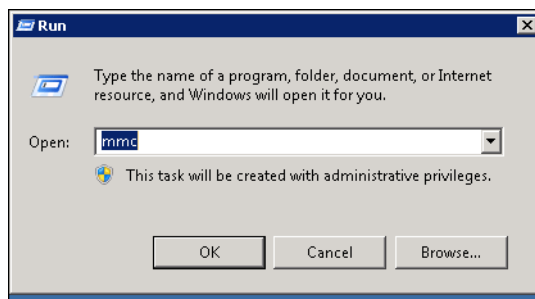 Run
Type the name of a program, folder, document, or Internet
resource, and Windows will open it for you.
Open: mmc
This task will be created with administrative privileges.
OK Cancel Browse...